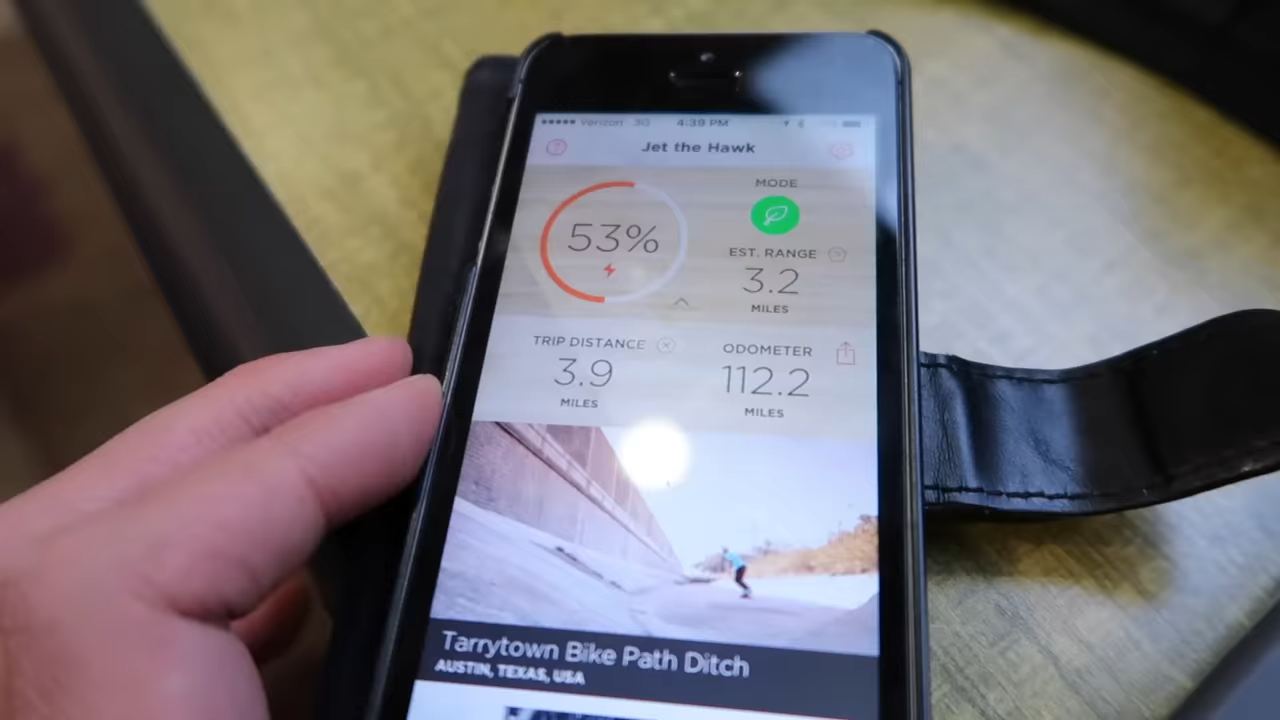 Verizon 3G 4:39 PM
Jet the Hawk
53%
MODE
EST. RANGE
3.2
MILES
TRIP DISTANCE
3.9
MILES
ODOMETER
112.2
MILES
Tarrytown Bike Path Ditch
AUSTIN, TEXAS, USA